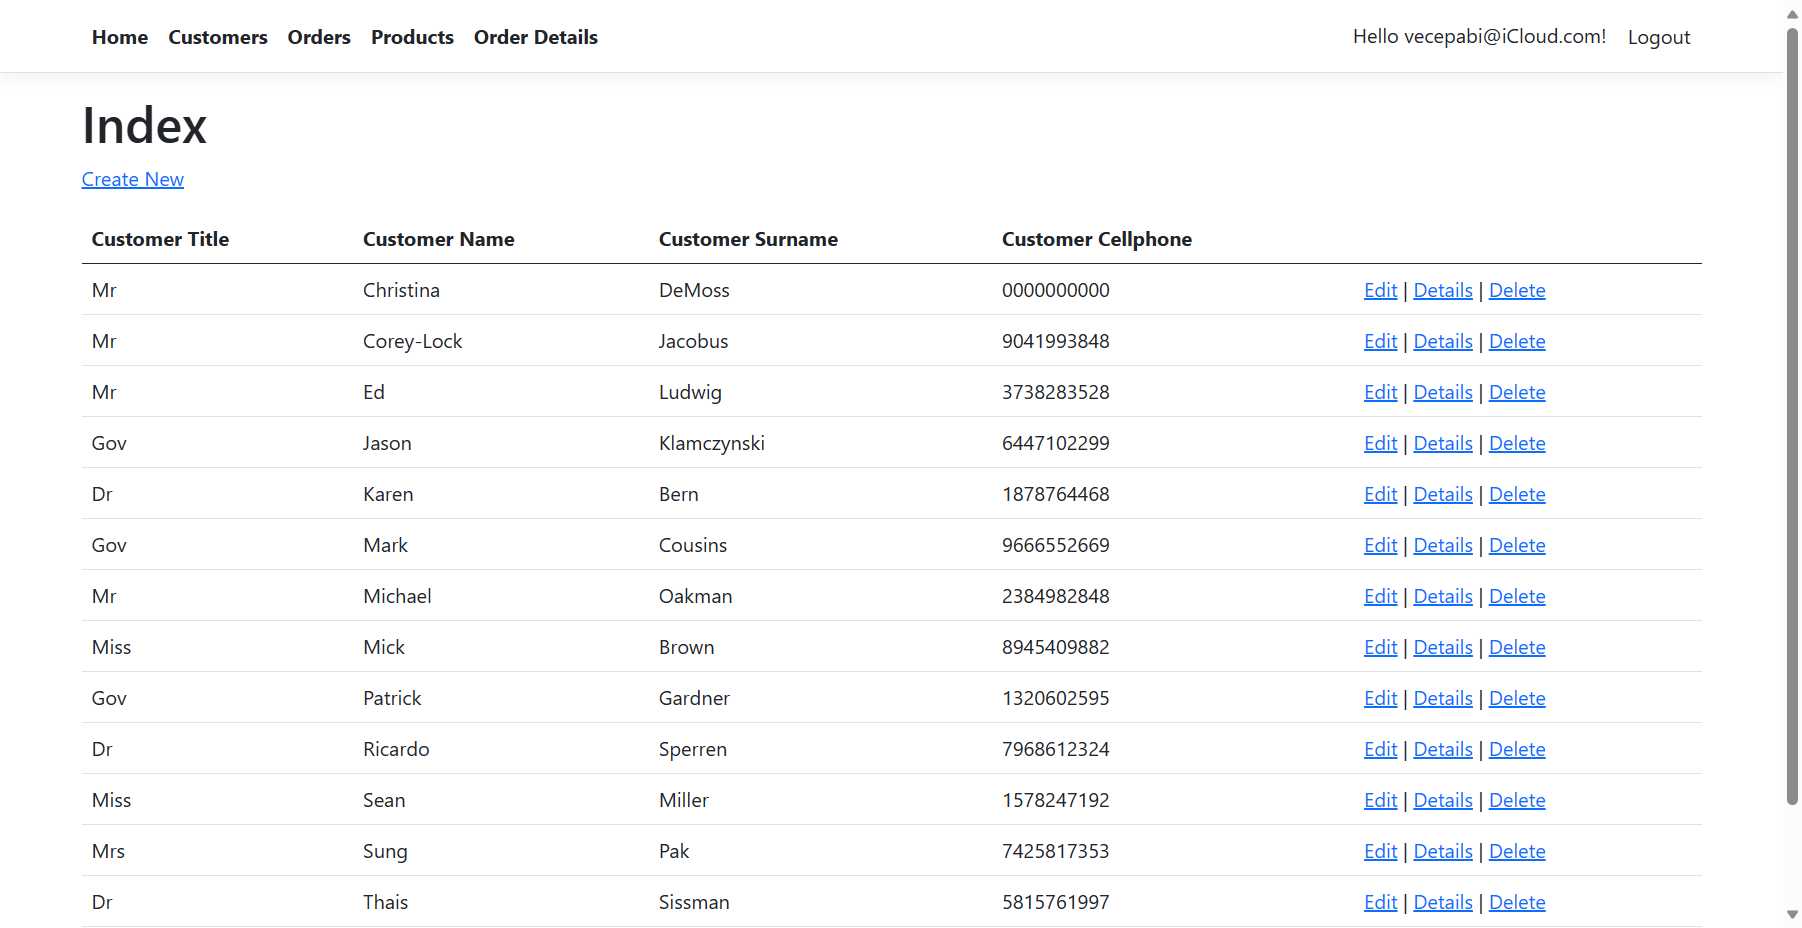 Home Customers Orders Products Order Details Hello vecepabi@iCloud.com! Logout
Index
Create New
Customer Title Customer Name Customer Surname Customer Cellphone
Mr Christina DeMoss 0000000000 Edit | Details | Delete
Mr Corey-Lock Jacobus 9041993848 Edit | Details | Delete
Mr Ed Ludwig 3738283528 Edit | Details | Delete
Gov Jason Klamczynski 6447102299 Edit | Details | Delete
Dr Karen Bern 1878764468 Edit | Details | Delete
Gov Mark Cousins 9666552669 Edit | Details | Delete
Mr Michael Oakman 2384982848 Edit | Details | Delete
Miss Mick Brown 8945409882 Edit | Details | Delete
Gov Patrick Gardner 1320602595 Edit | Details | Delete
Dr Ricardo Sperren 7968612324 Edit | Details | Delete
Miss Sean Miller 1578247192 Edit | Details | Delete
Mrs Sung Pak 7425817353 Edit | Details | Delete
Dr Thais Sissman 5815761997 Edit | Details | Delete